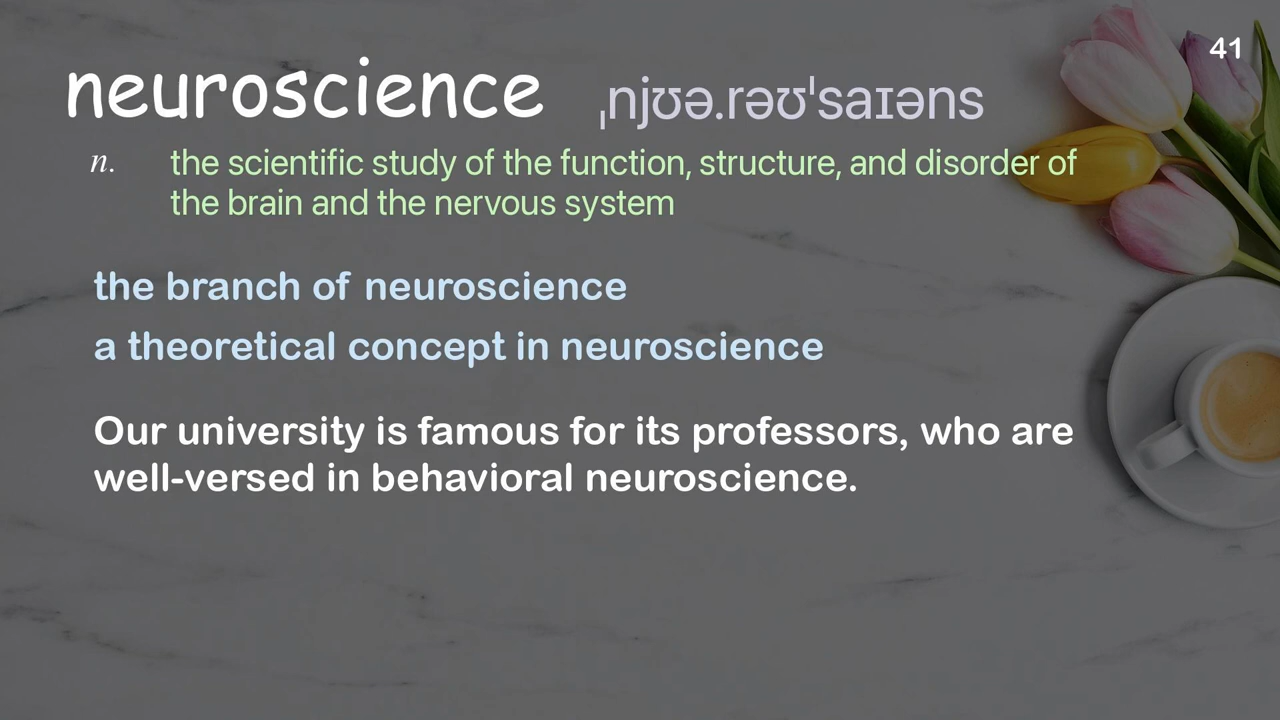 41
neuroscience ˌnjʊə.rəʊˈsaɪəns
n. the scientific study of the function, structure, and disorder of
the brain and the nervous system
the branch of neuroscience
a theoretical concept in neuroscience
Our university is famous for its professors, who are
well-versed in behavioral neuroscience.